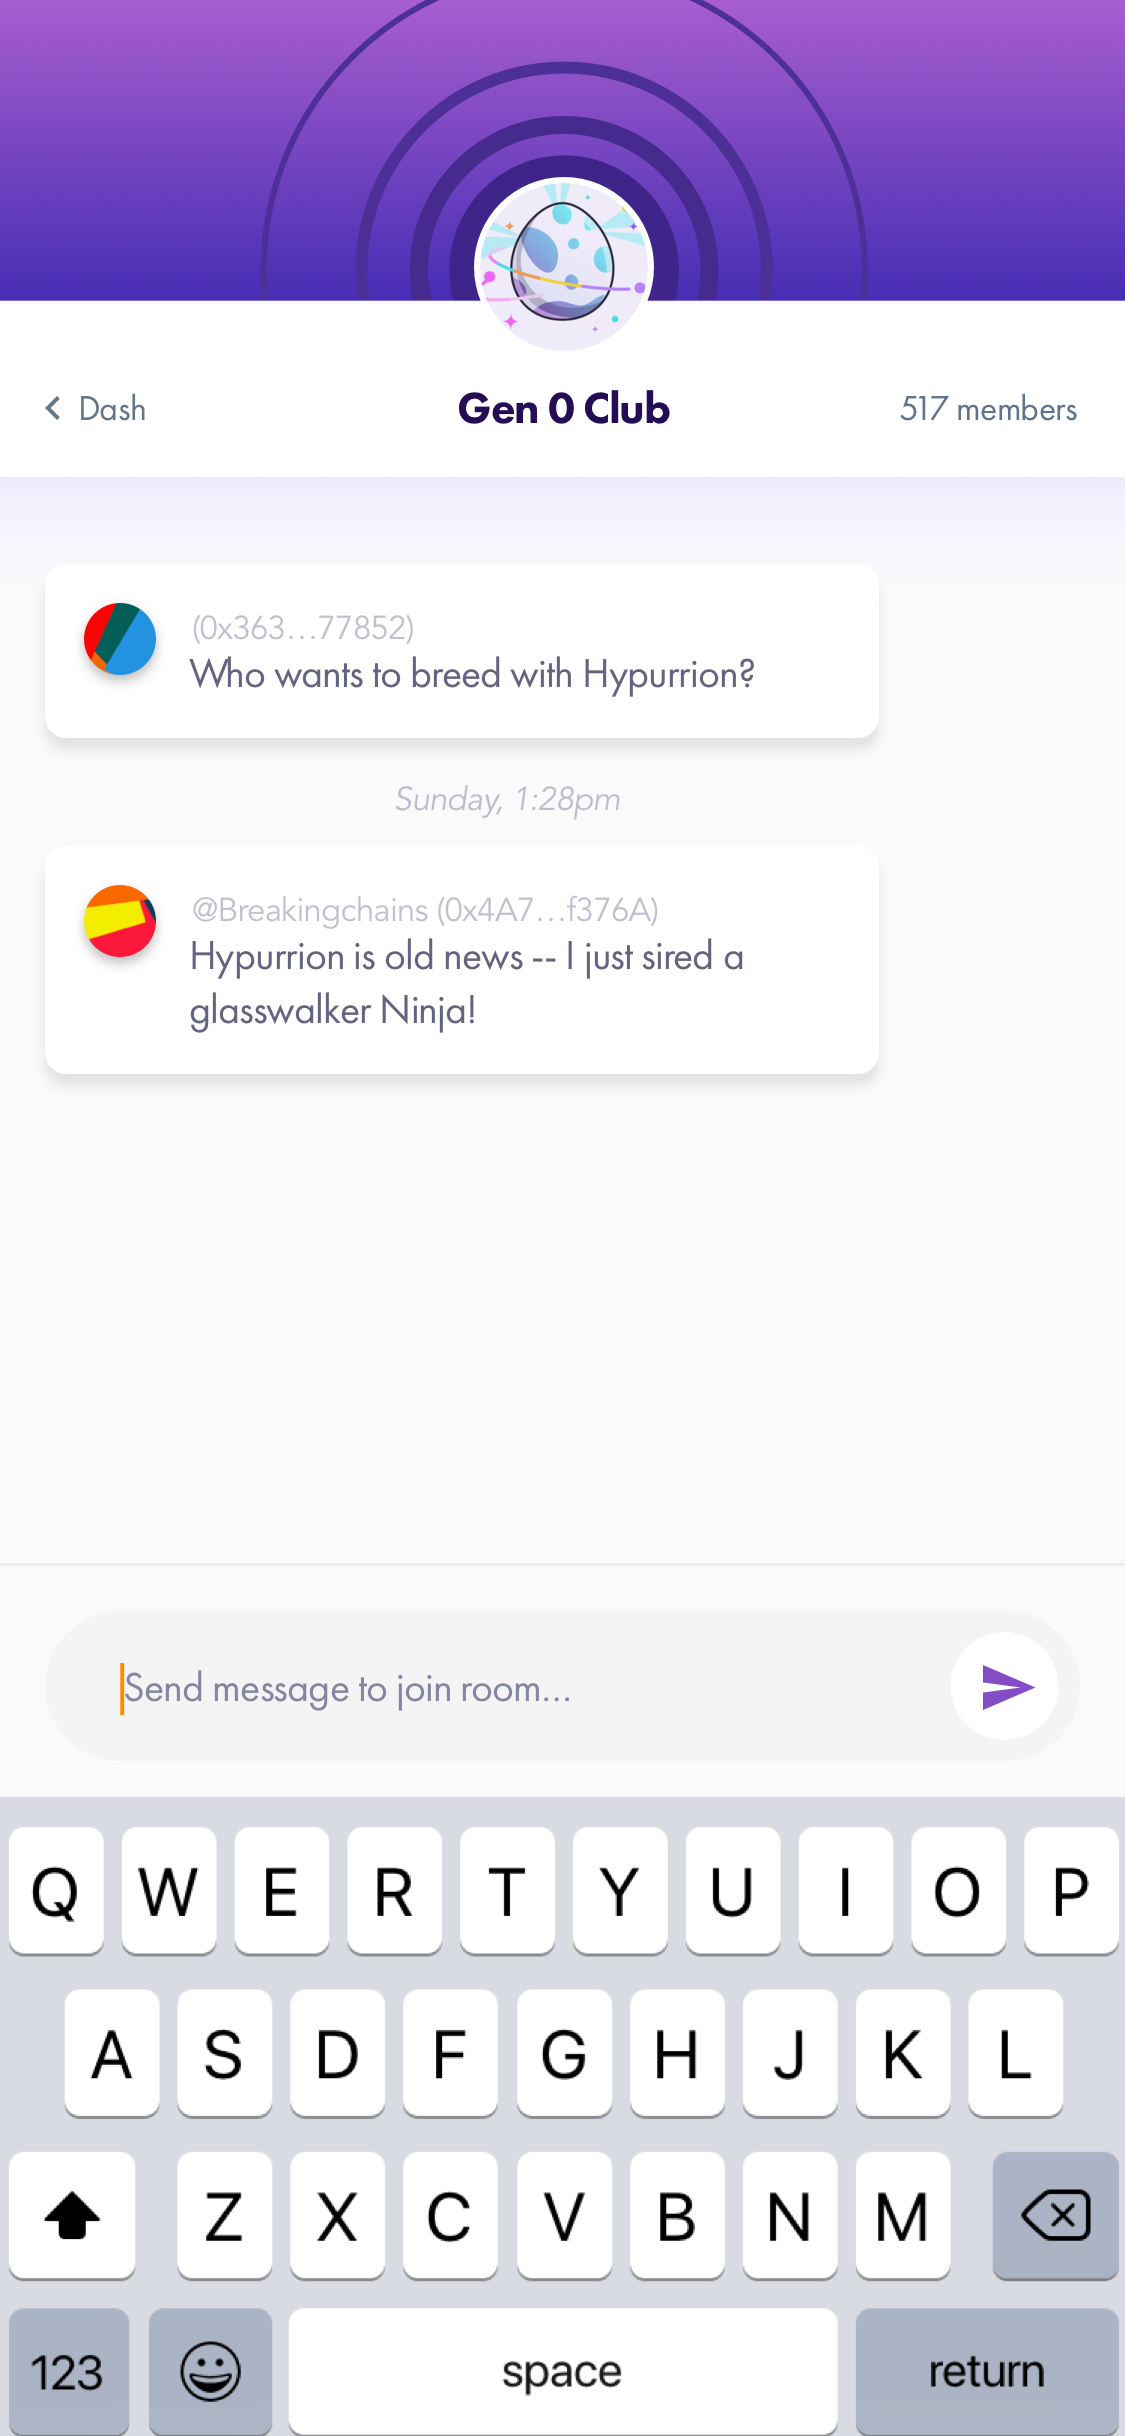 Dash
Gen 0 Club
517 members
(0x363...77852)
Who wants to breed with Hypurrion?
Sunday, 1:28pm
@Breakingchains (0x4A7...f376A)
Hypurrion is old news -- I just sired a
glasswalker Ninja!
Send message to join room...
Q W E R T Y U I O P
A S D F G H J K L
Z X C V B N M
123 space return